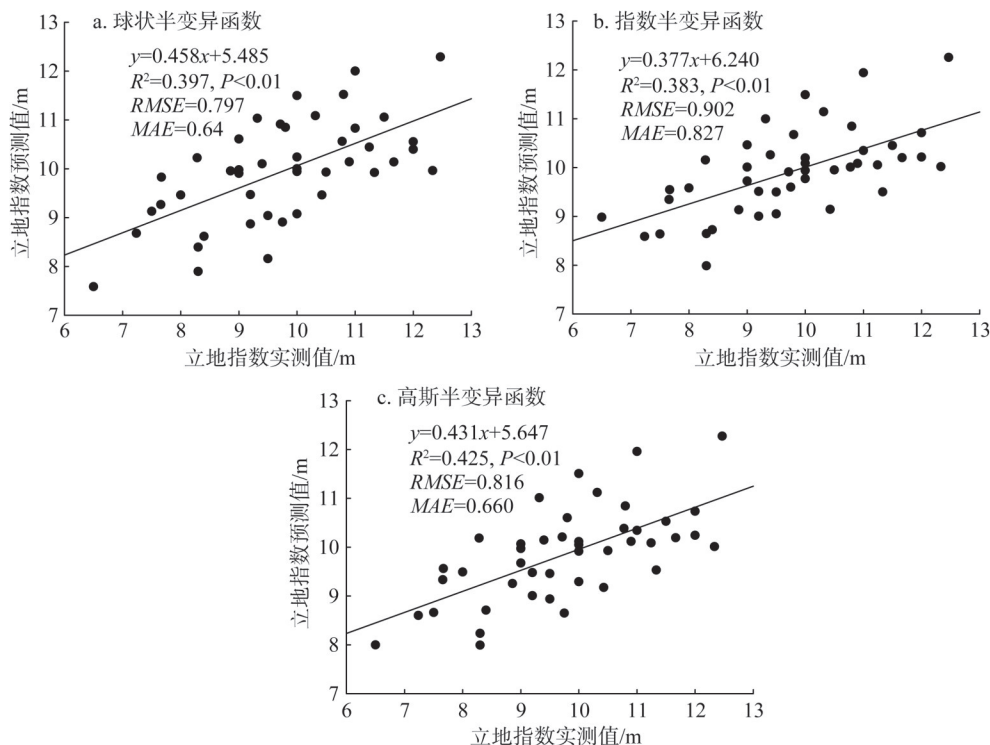 a. 球状半变异函数
y=0.458x+5.485
R²=0.397, P<0.01
RMSE=0.797
MAE=0.64
立地指数预测值/m
13
12
11
10
9
8
7
6 7 8 9 10 11 12 13
立地指数实测值/m
b. 指数半变异函数
y=0.377x+6.240
R²=0.383, P<0.01
RMSE=0.902
MAE=0.827
立地指数预测值/m
13
12
11
10
9
8
7
6 7 8 9 10 11 12 13
立地指数实测值/m
c. 高斯半变异函数
y=0.431x+5.647
R²=0.425, P<0.01
RMSE=0.816
MAE=0.660
立地指数预测值/m
13
12
11
10
9
8
7
6 7 8 9 10 11 12 13
立地指数实测值/m